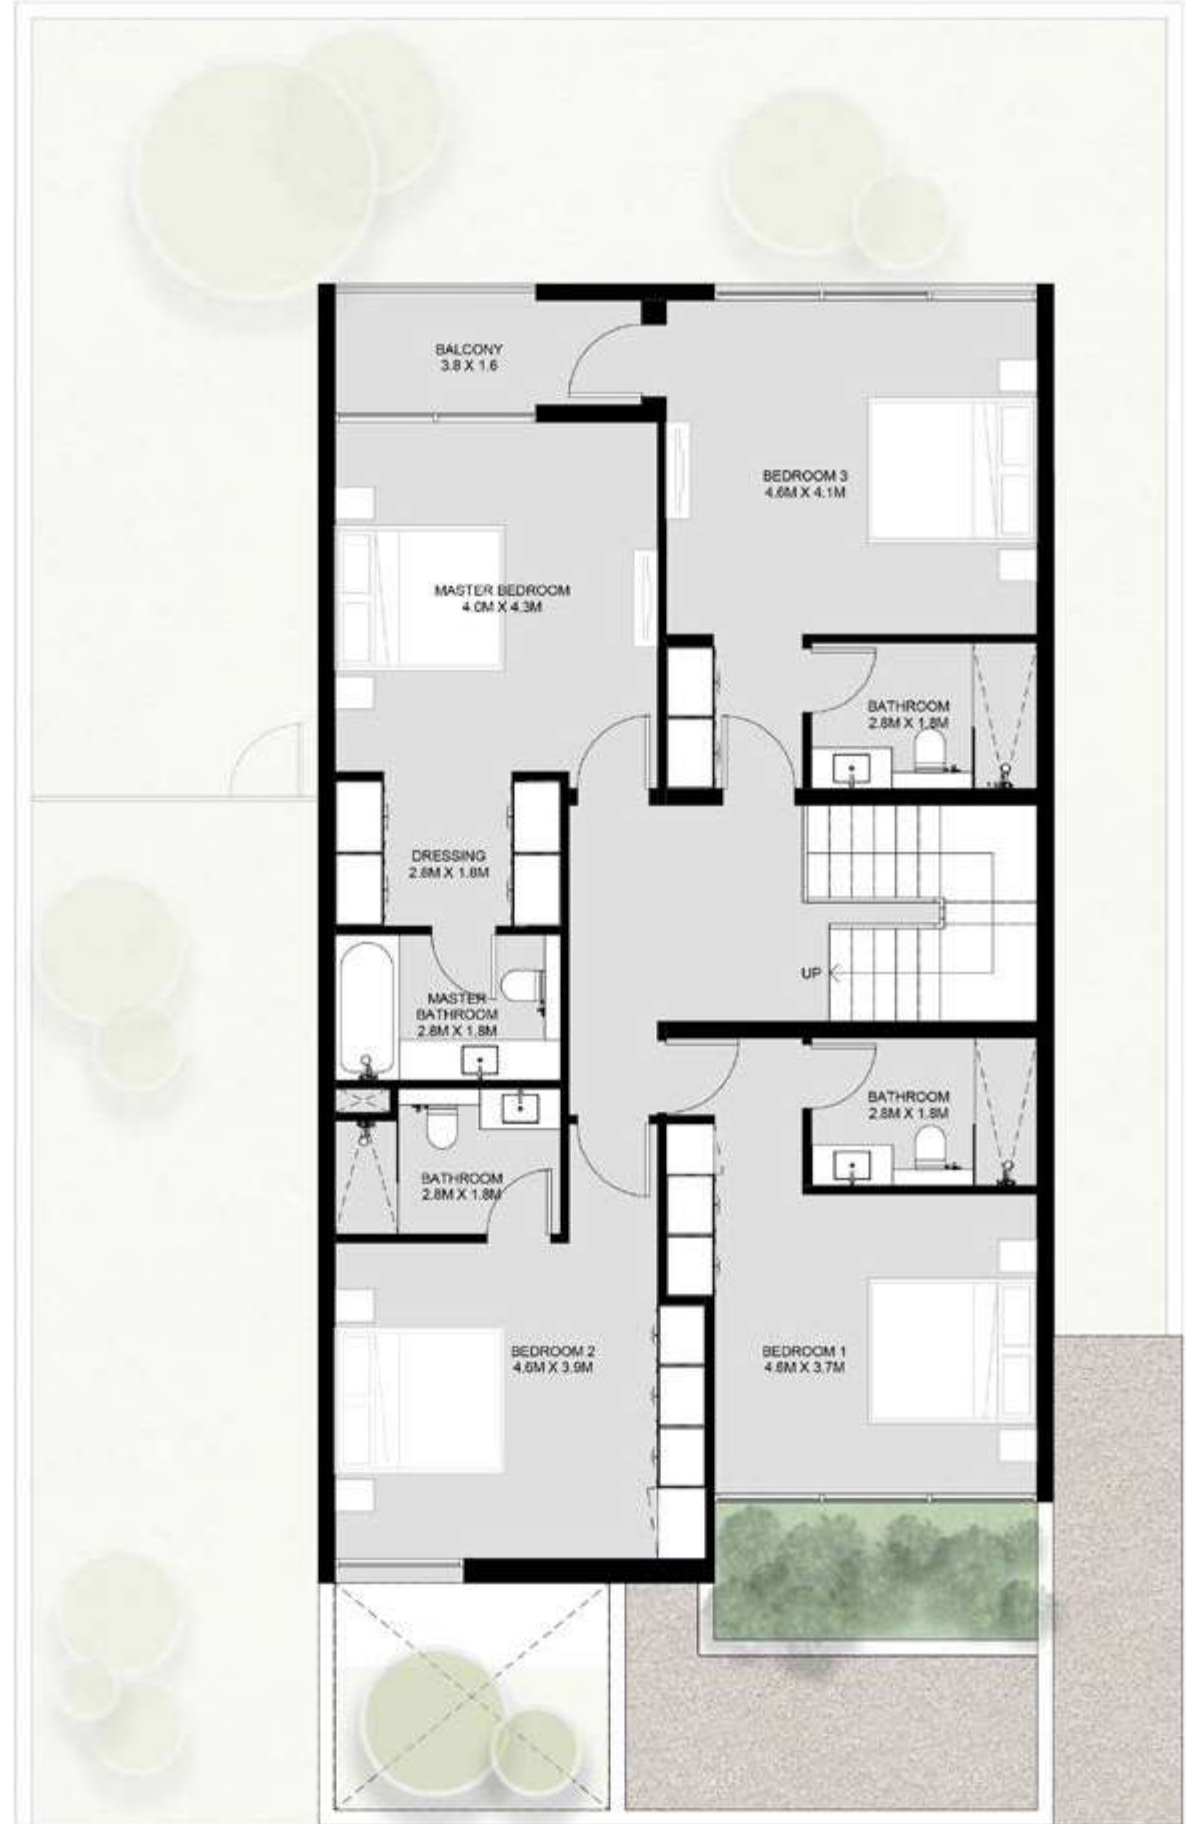 BALCONY
3.8 X 1.6
BEDROOM 3
4.6M X 4.1M
MASTER BEDROOM
4.0M X 4.3M
BATHROOM
2.8M X 1.8M
DRESSING
2.8M X 1.8M
UP
MASTER
BATHROOM
2.8M X 1.8M
BATHROOM
2.8M X 1.8M
BATHROOM
2.8M X 1.8M
BEDROOM 2
4.6M X 3.9M
BEDROOM 1
4.6M X 3.7M